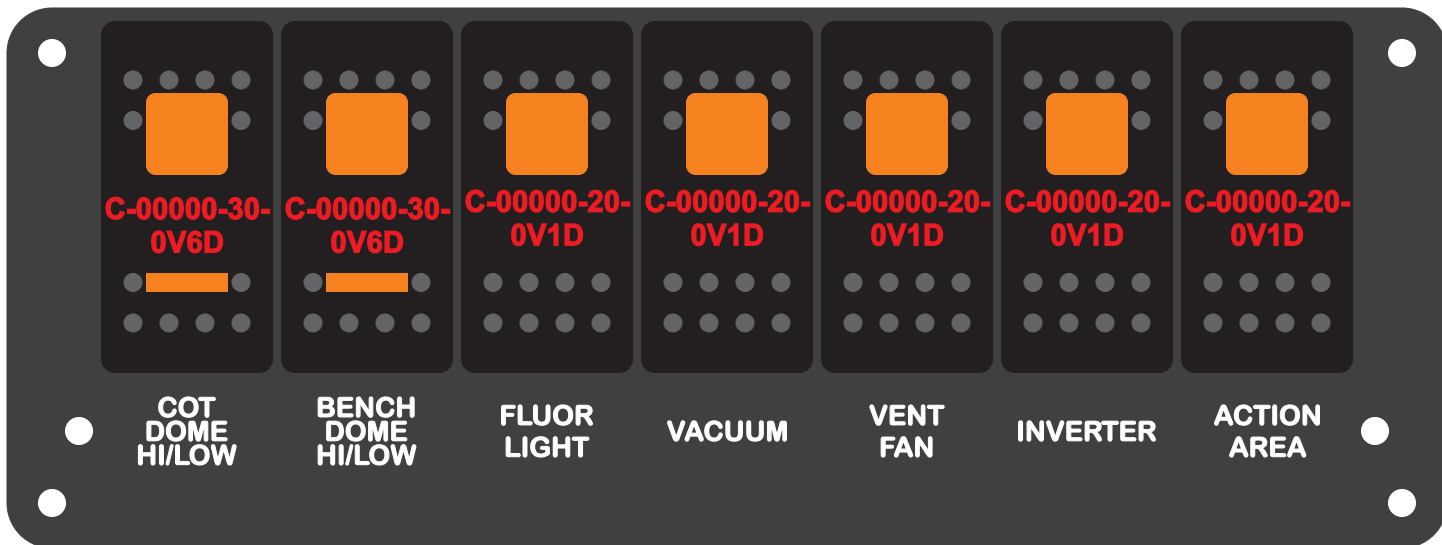 C-00000-30-
0V6D
C-00000-30-
0V6D
C-00000-20-
0V1D
C-00000-20-
0V1D
C-00000-20-
0V1D
C-00000-20-
0V1D
C-00000-20-
0V1D
COT
DOME
HI/LOW
BENCH
DOME
HI/LOW
FLUOR
LIGHT
VACUUM
VENT
FAN
INVERTER
ACTION
AREA